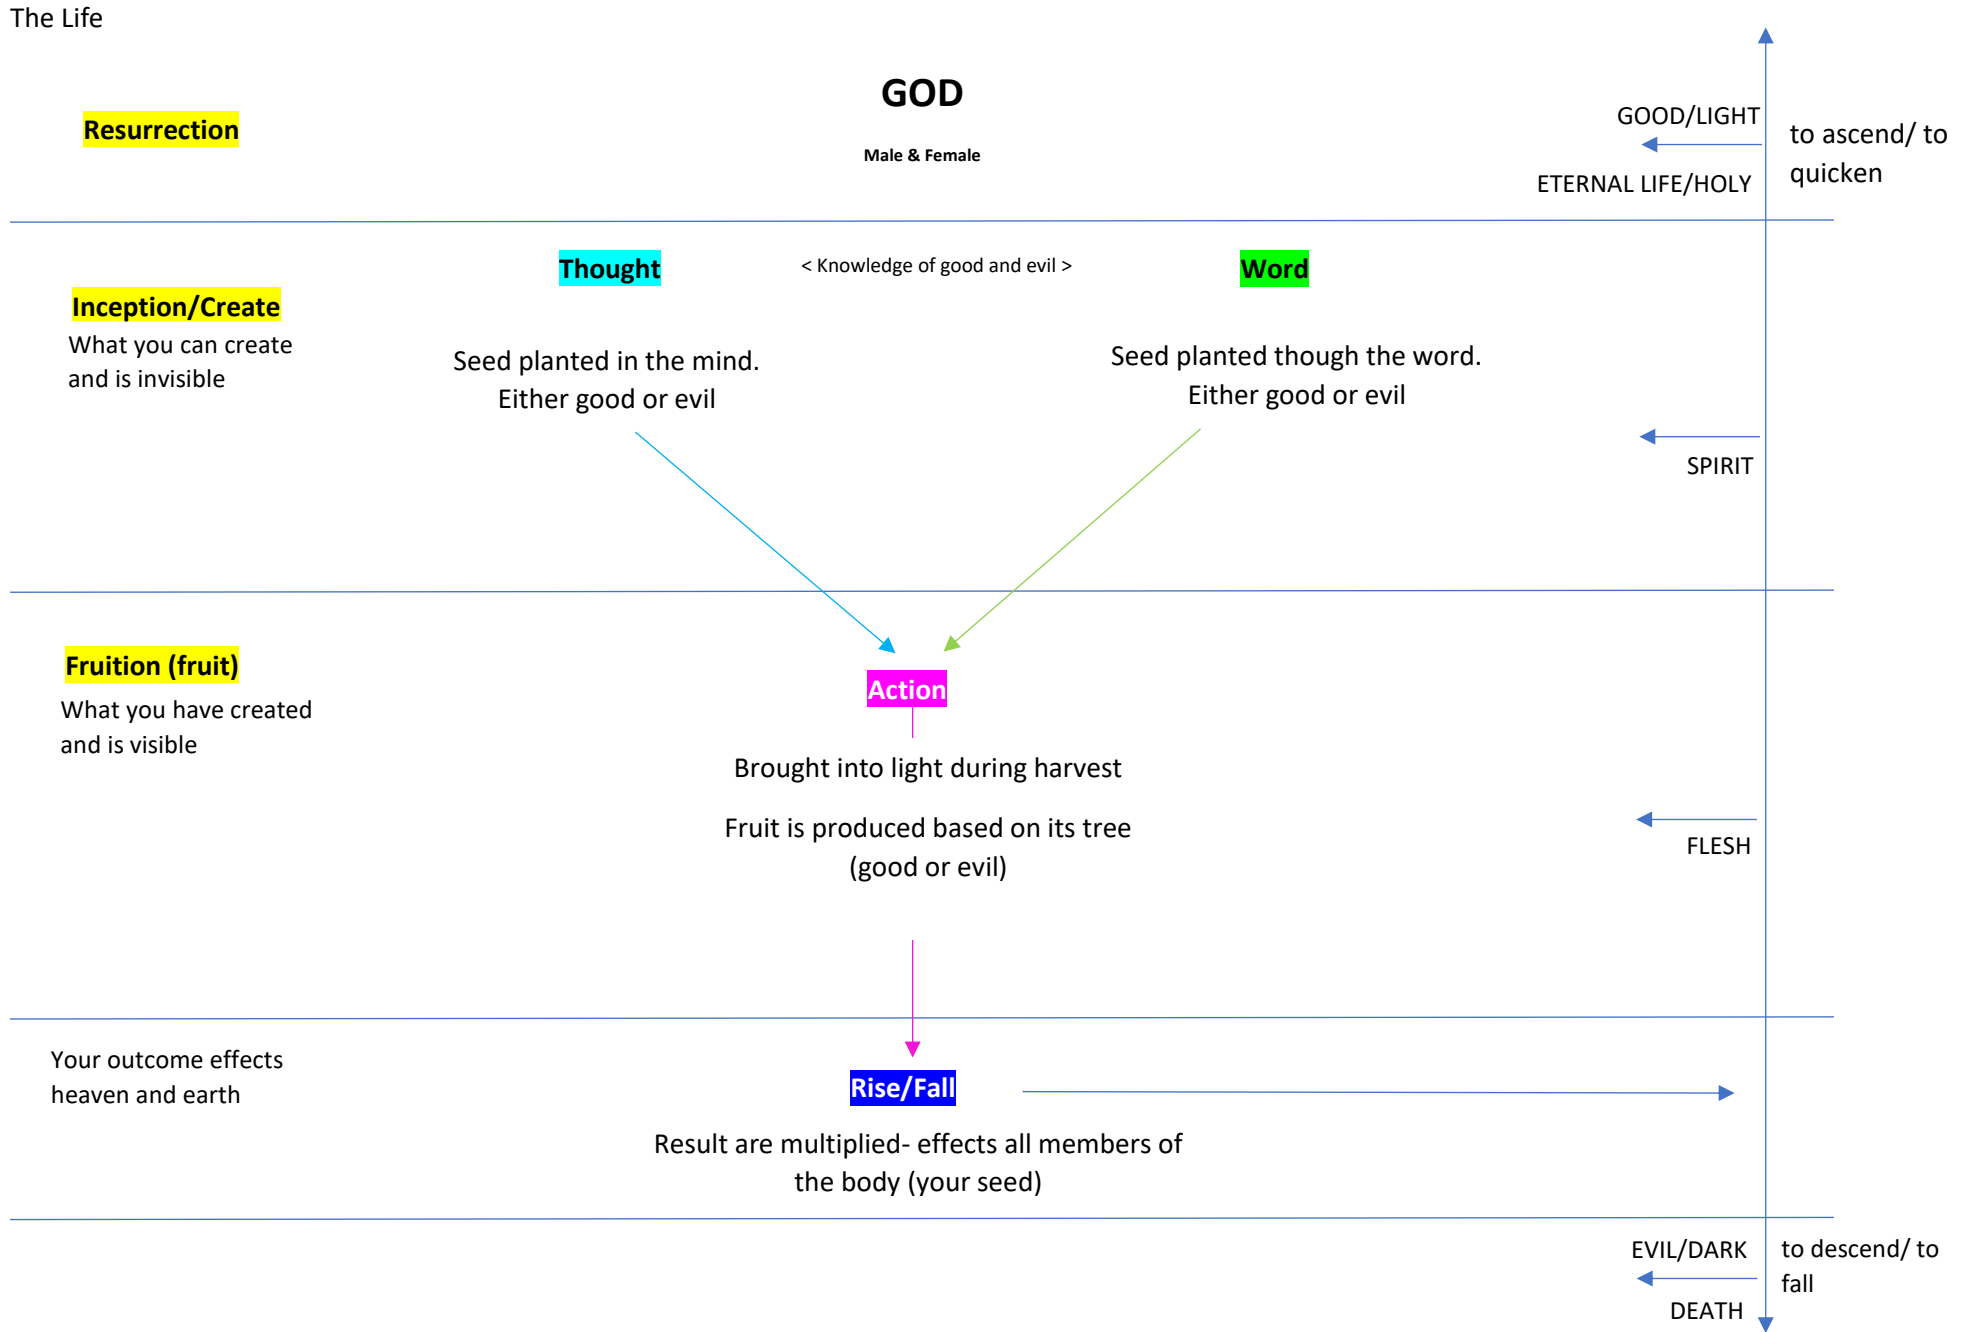 The Life
GOD
Male & Female
Resurrection
GOOD/LIGHT
ETERNAL LIFE/HOLY
to ascend/ to
quicken
Thought
< Knowledge of good and evil >
Word
Inception/Create
What you can create
and is invisible
Seed planted in the mind.
Either good or evil
Seed planted though the word.
Either good or evil
SPIRIT
Fruition (fruit)
What you have created
and is visible
Action
Brought into light during harvest
Fruit is produced based on its tree
(good or evil)
FLESH
Your outcome effects
heaven and earth
Rise/Fall
Result are multiplied- effects all members of
the body (your seed)
EVIL/DARK
DEATH
to descend/ to
fall